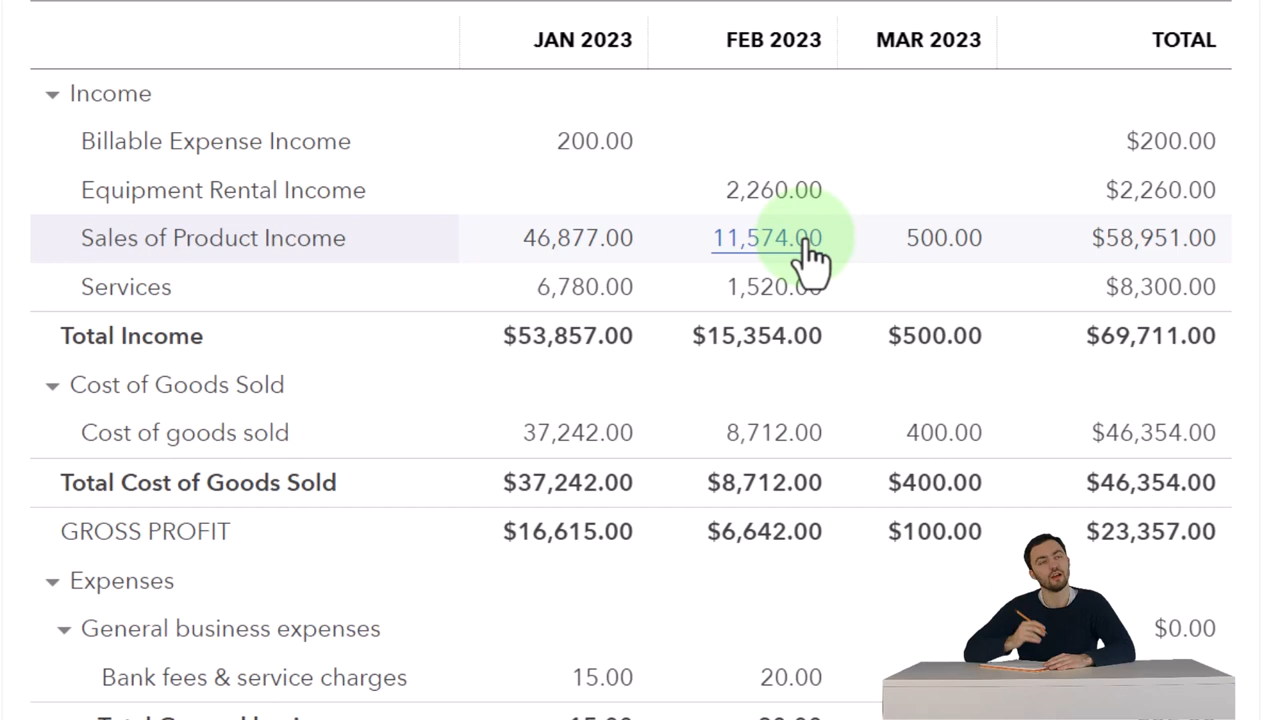 JAN 2023 FEB 2023 MAR 2023 TOTAL
Income
Billable Expense Income 200.00 $200.00
Equipment Rental Income 2,260.00 $2,260.00
Sales of Product Income 46,877.00 11,574.00 500.00 $58,951.00
Services 6,780.00 1,520.00 $8,300.00
Total Income $53,857.00 $15,354.00 $500.00 $69,711.00
Cost of Goods Sold
Cost of goods sold 37,242.00 8,712.00 400.00 $46,354.00
Total Cost of Goods Sold $37,242.00 $8,712.00 $400.00 $46,354.00
GROSS PROFIT $16,615.00 $6,642.00 $100.00 $23,357.00
Expenses
General business expenses $0.00
Bank fees & service charges 15.00 20.00